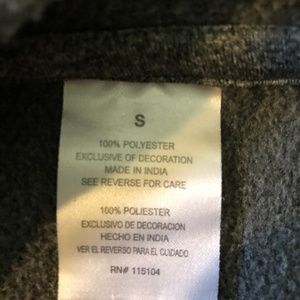 S
100% POLYESTER
EXCLUSIVE OF DECORATION
MADE IN INDIA
SEE REVERSE FOR CARE
100% POLIESTER
EXCLUSIVO DE DECORACION
HECHO EN INDIA
VER EL REVERSO PARA EL CUIDADO
RN# 115104